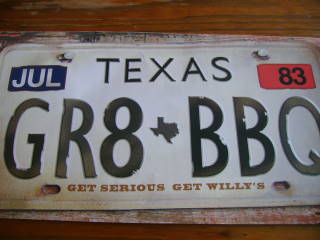 JUL TEXAS 83
GR8 BBQ
GET SERIOUS GET WILLY'S